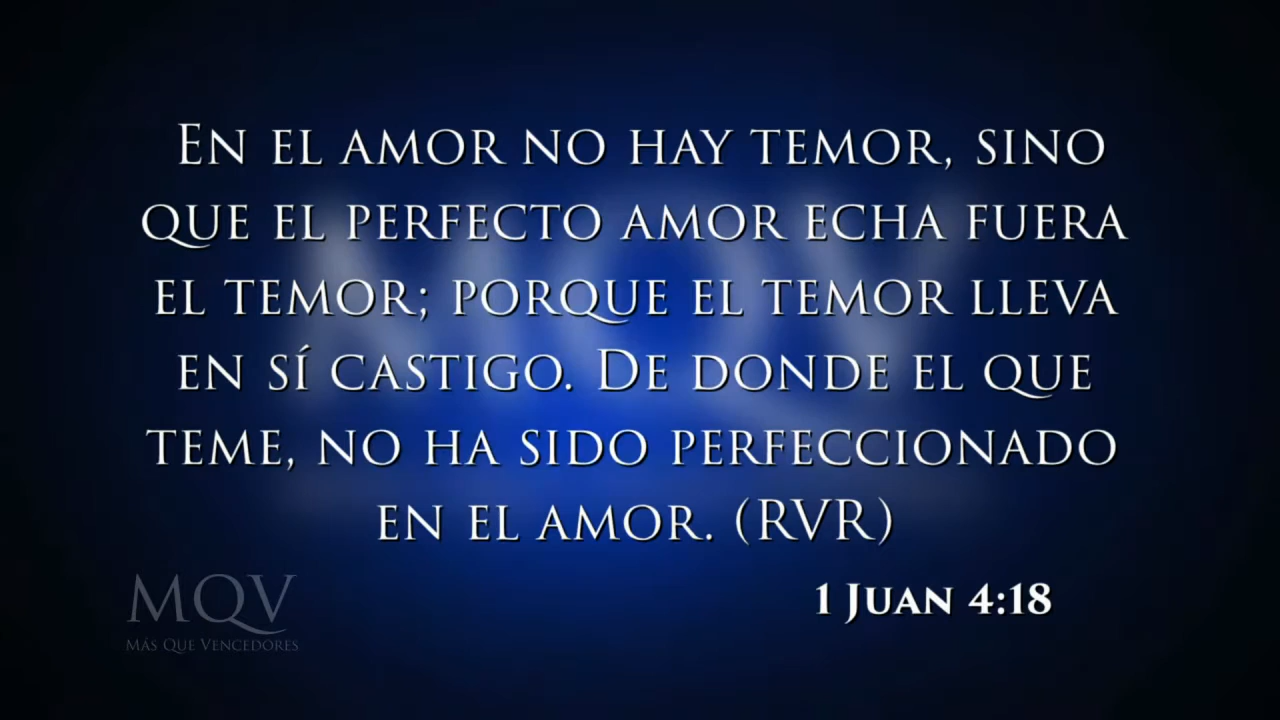 En el amor no hay temor, sino
que el perfecto amor echa fuera
el temor; porque el temor lleva
en sí castigo. De donde el que
teme, no ha sido perfeccionado
en el amor. (RVR)
1 Juan 4:18
MQV
Más Que Vencedores